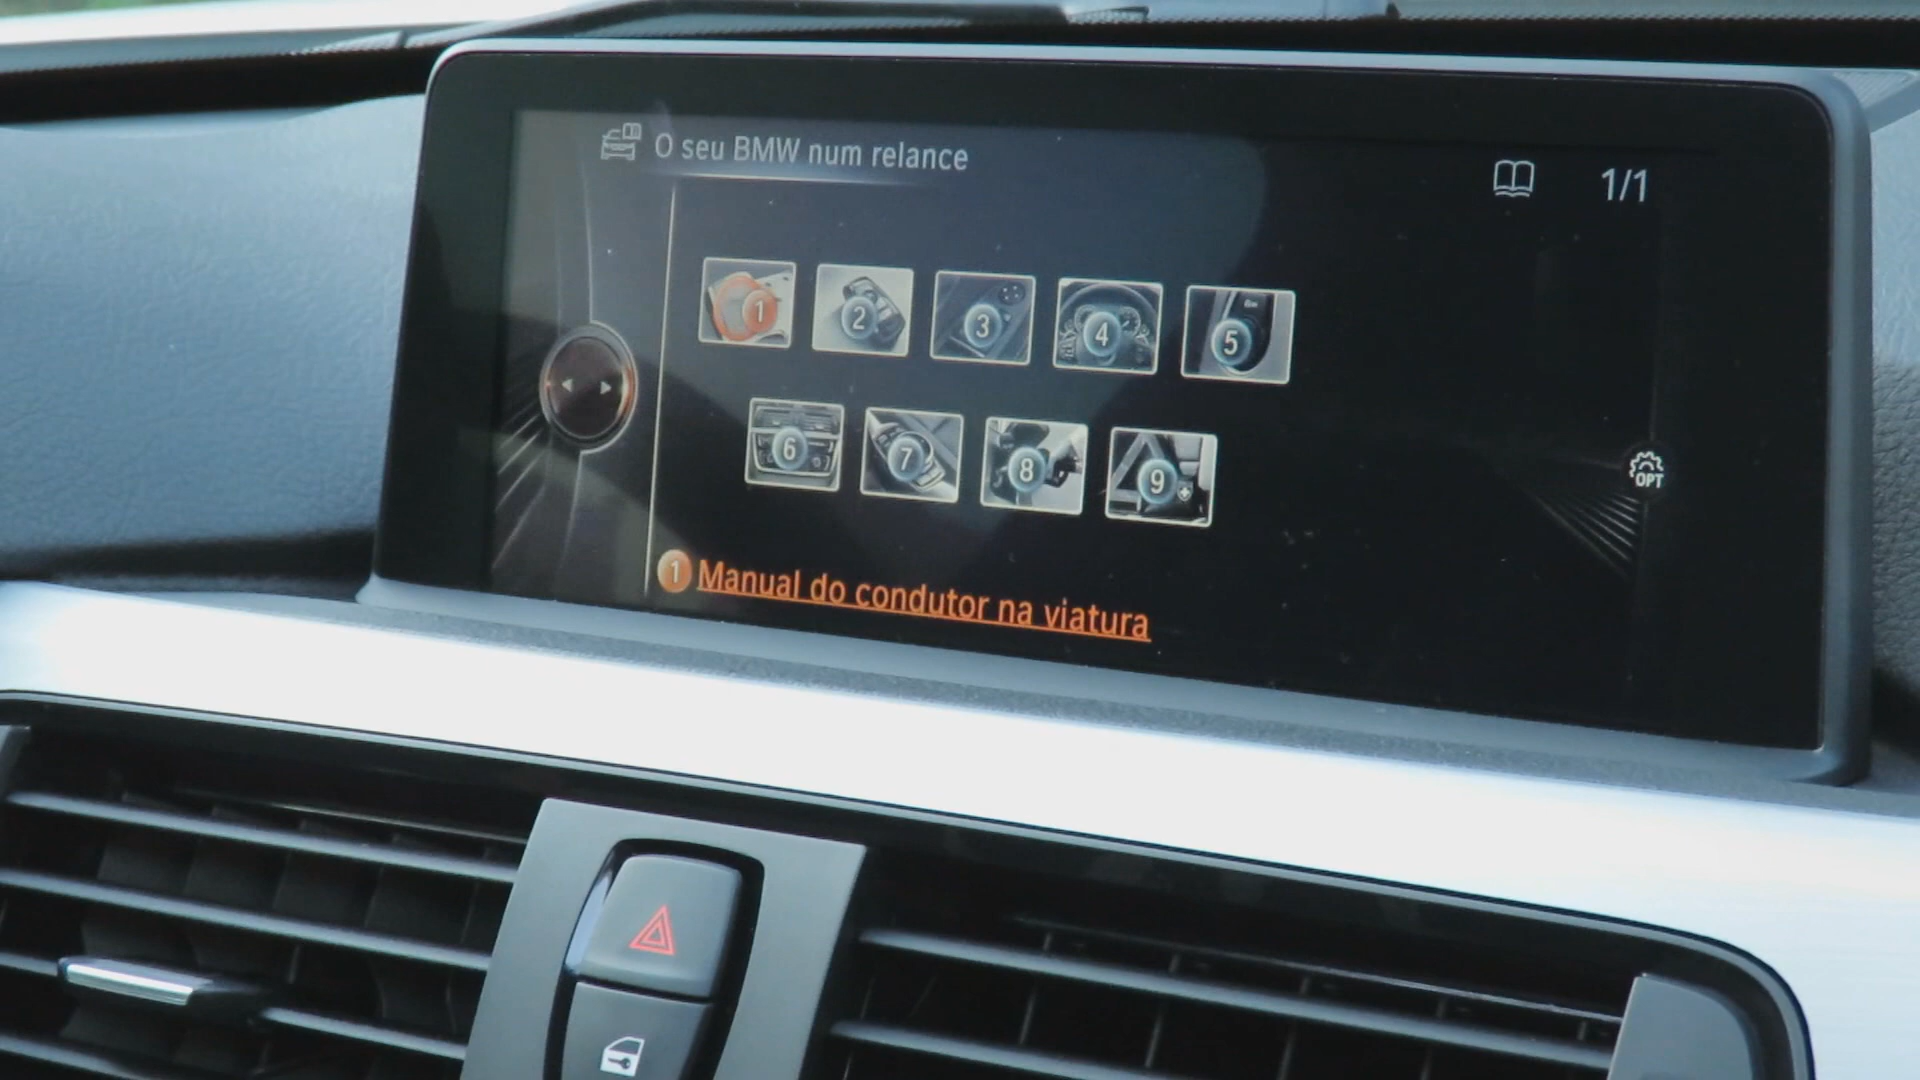 O seu BMW num relance
1/1
1 2 3 4 5
6 7 8 9
OPT
1 Manual do condutor na viatura